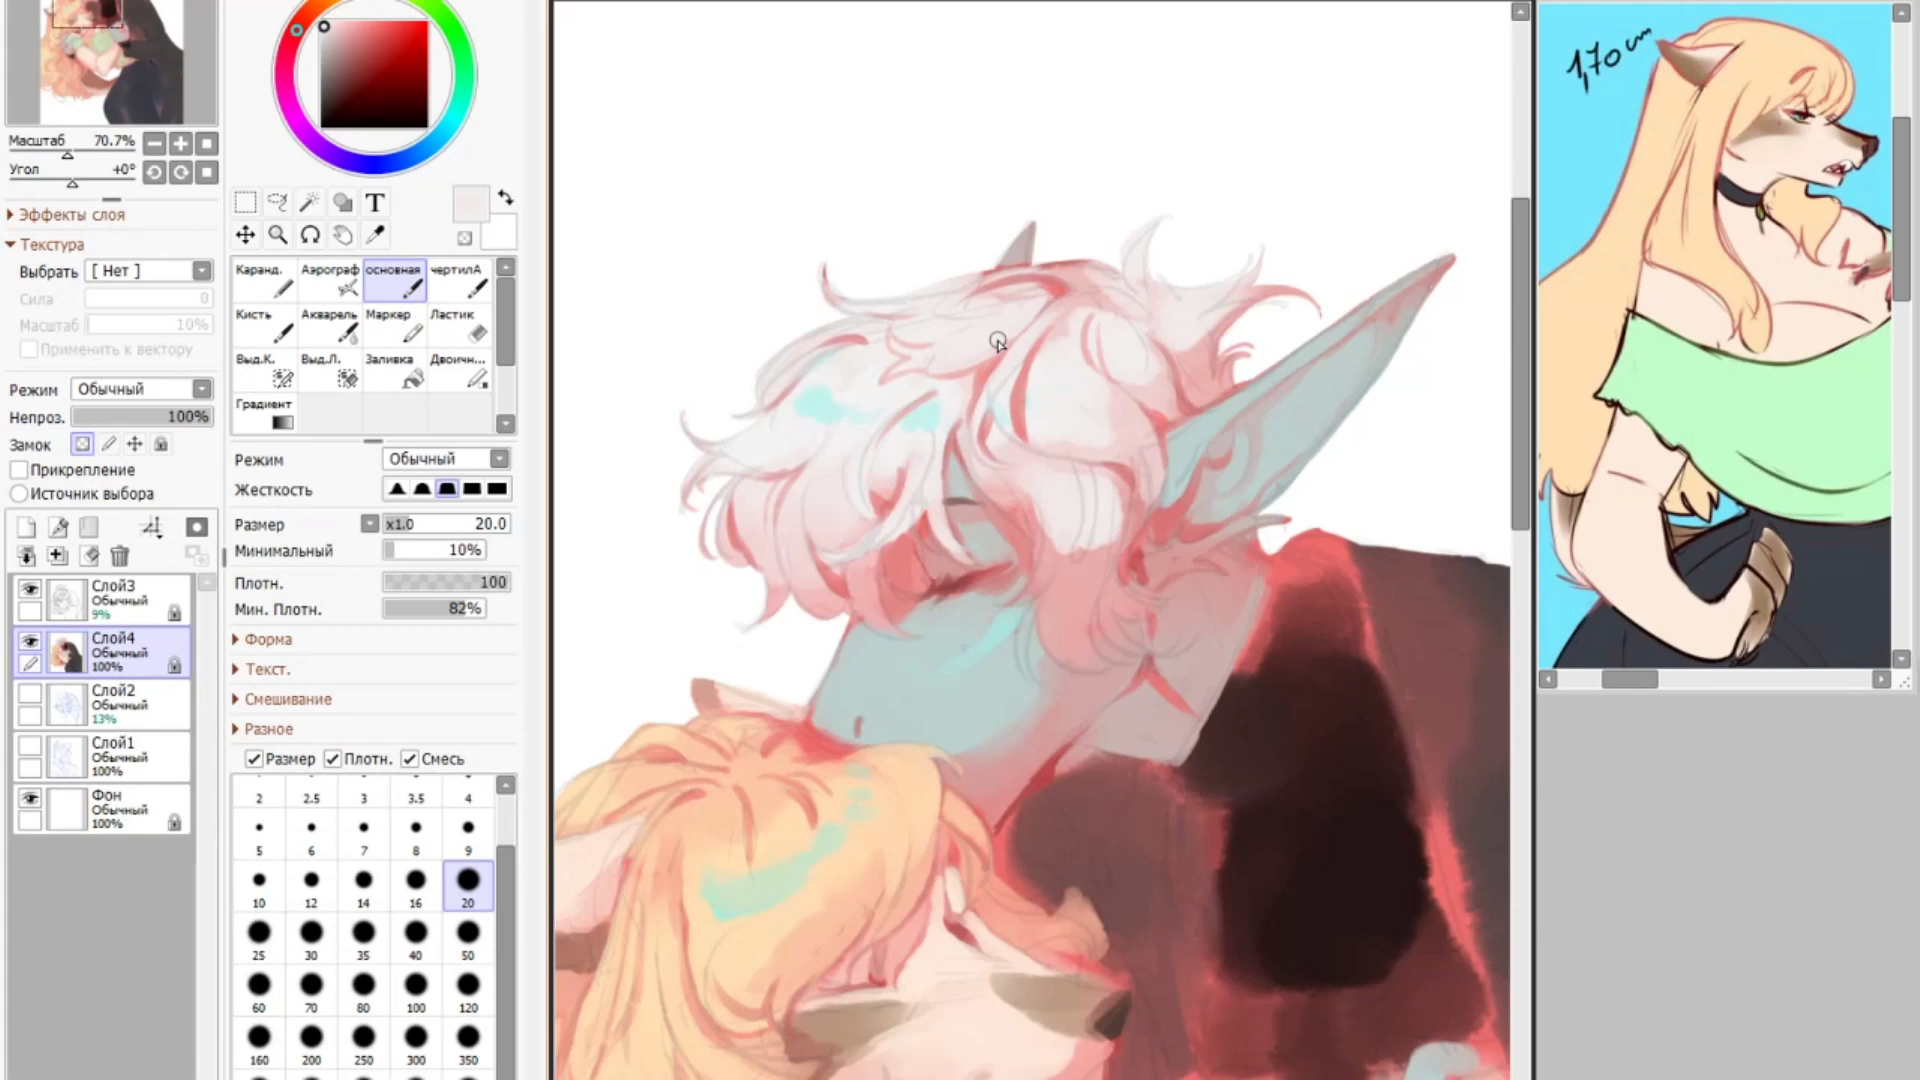 Масштаб 70.7%
Угол +0°
Эффекты слоя
Текстура
Выбрать [ Нет ]
Сила 0
Масштаб 10%
Применить к вектору
Режим Обычный
Непроз. 100%
Замок
Прикрепление
Источник выбора
Слой3
Обычный
9%
Слой4
Обычный
100%
Слой2
Обычный
13%
Слой1
Обычный
100%
Фон
Обычный
100%
T
Каранд. Аэрограф основная чертилА
Кисть Акварель Маркер Ластик
Выд.К. Выд.Л. Заливка Двоичн...
Градиент
Режим Обычный
Жесткость
Размер x1.0 20.0
Минимальный 10%
Плотн. 100
Мин. Плотн. 82%
Форма
Текст.
Смешивание
Разное
Размер Плотн. Смесь
2 2.5 3 3.5 4
5 6 7 8 9
10 12 14 16 20
25 30 35 40 50
60 70 80 100 120
160 200 250 300 350
1,70 cm